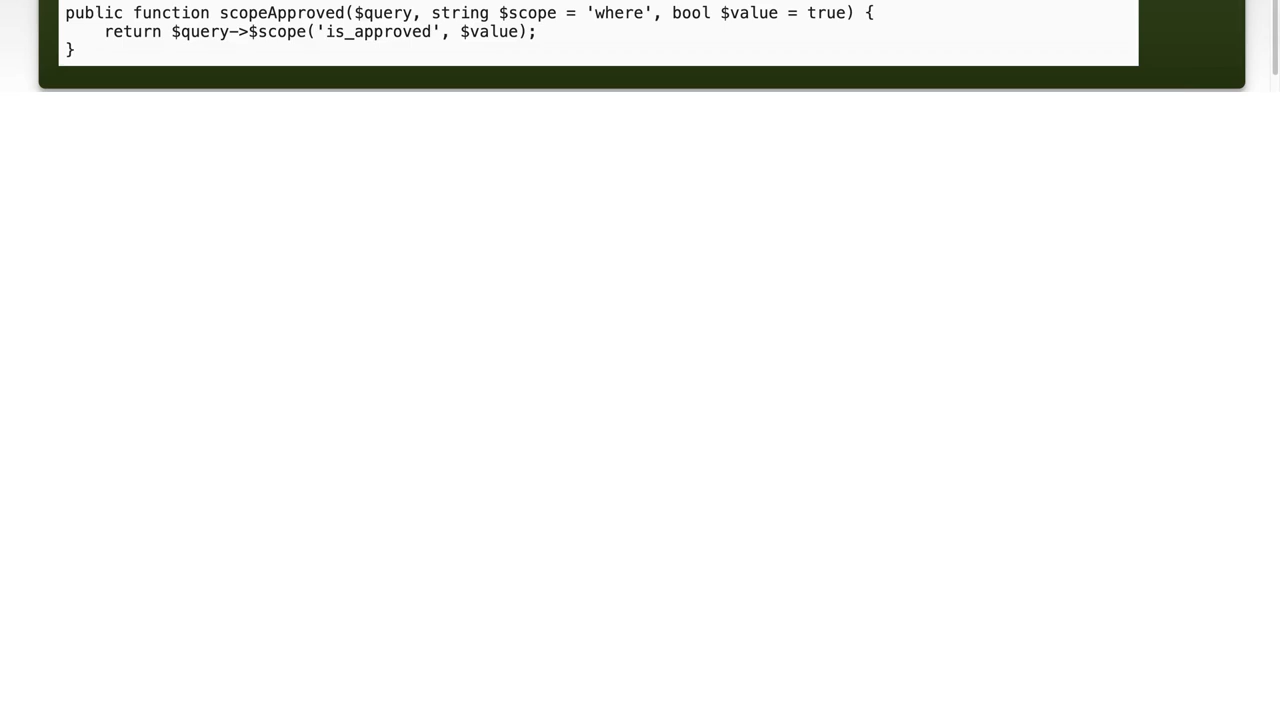 public function scopeApproved($query, string $scope = 'where', bool $value = true) {
    return $query->$scope('is_approved', $value);
}